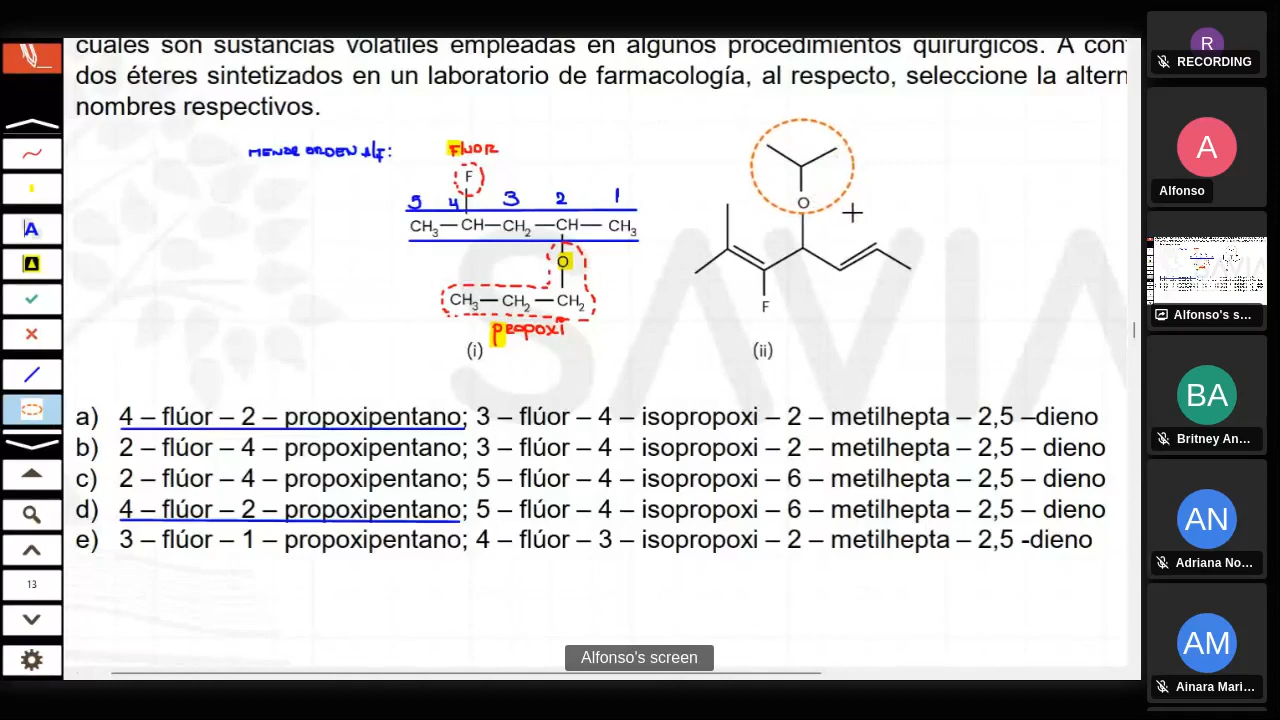 cuales son sustancias volátiles empleadas en algunos procedimientos quirúrgicos. A con
dos éteres sintetizados en un laboratorio de farmacología, al respecto, seleccione la altern
nombres respectivos.
MENOR ORDEN A/F:
FLUOR
F
5 4 3 2 1
CH3—CH—CH2—CH—CH3
O
CH3—CH2—CH2
propoxi
(i)
O
F
(ii)
a) 4 – flúor – 2 – propoxipentano; 3 – flúor – 4 – isopropoxi – 2 – metilhepta – 2,5 –dieno
b) 2 – flúor – 4 – propoxipentano; 3 – flúor – 4 – isopropoxi – 2 – metilhepta – 2,5 – dieno
c) 2 – flúor – 4 – propoxipentano; 5 – flúor – 4 – isopropoxi – 6 – metilhepta – 2,5 – dieno
d) 4 – flúor – 2 – propoxipentano; 5 – flúor – 4 – isopropoxi – 6 – metilhepta – 2,5 – dieno
e) 3 – flúor – 1 – propoxipentano; 4 – flúor – 3 – isopropoxi – 2 – metilhepta – 2,5 -dieno
SAVIA
A
A
13
Alfonso's screen
R
RECORDING
A
Alfonso
Alfonso's s...
BA
Britney An...
AN
Adriana No...
AM
Ainara Mari...